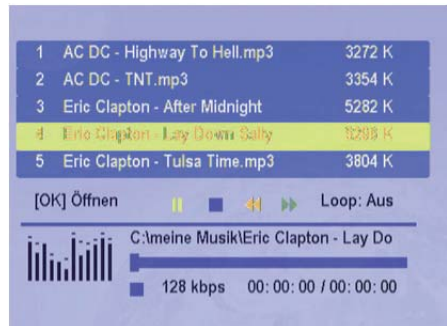 1 AC DC - Highway To Hell.mp3 3272 K
2 AC DC - TNT.mp3 3354 K
3 Eric Clapton - After Midnight 5282 K
4 Eric Clapton - Lay Down Sally K
5 Eric Clapton - Tulsa Time.mp3 3804 K
[OK] Öffnen Loop: Aus
C:\meine Musik\Eric Clapton - Lay Do
128 kbps 00:00:00 / 00:00:00